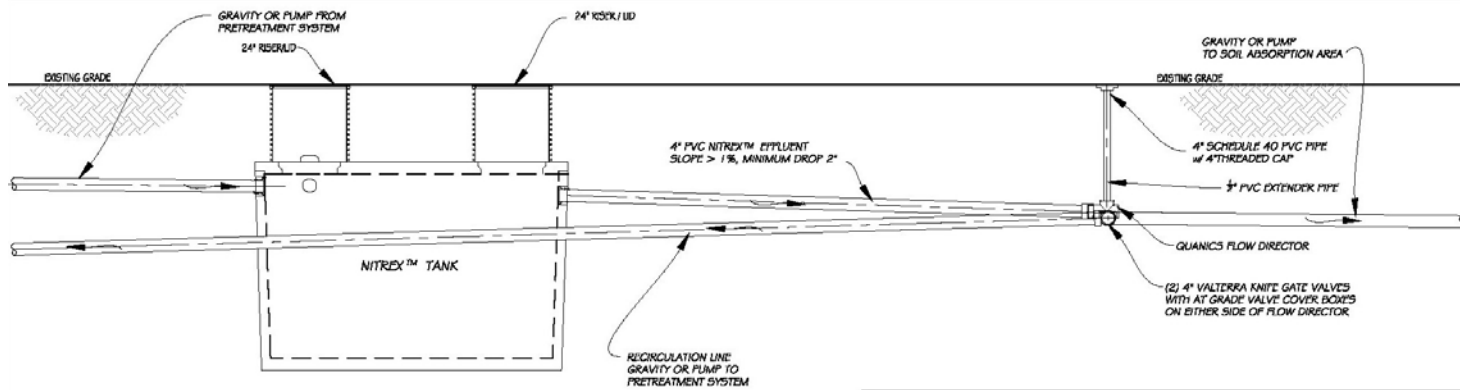 GRAVITY OR PUMP FROM
PRETREATMENT SYSTEM
24" RISER/LID
24" RISER/LID
EXISTING GRADE
GRAVITY OR PUMP
TO SOIL ABSORPTION AREA
EXISTING GRADE
4" PVC NITREX™ EFFLUENT
SLOPE > 1%, MINIMUM DROP 2"
4" SCHEDULE 40 PVC PIPE
w/ 4"THREADED CAP
PVC EXTENDER PIPE
QUANICS FLOW DIRECTOR
NITREX™ TANK
(2) 4" VALTERRA KNIFE GATE VALVES
WITH AT GRADE VALVE COVER BOXES
ON EITHER SIDE OF FLOW DIRECTOR
RECIRCULATION LINE
GRAVITY OR PUMP TO
PRETREATMENT SYSTEM